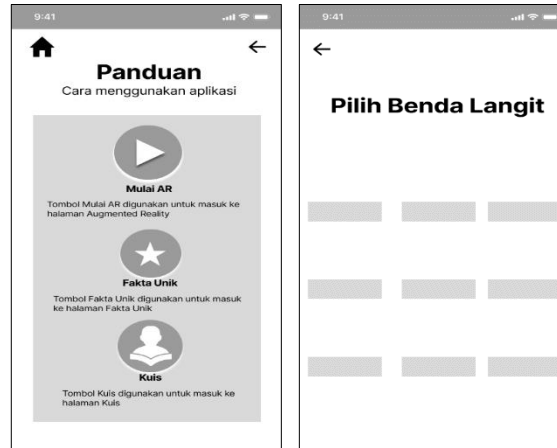 9:41
Panduan
Cara menggunakan aplikasi
Mulai AR
Tombol Mulai AR digunakan untuk masuk ke
halaman Augmented Reality
Fakta Unik
Tombol Fakta Unik digunakan untuk masuk
ke halaman Fakta Unik
Kuis
Tombol Kuis digunakan untuk masuk ke
halaman Kuis
9:41
Pilih Benda Langit